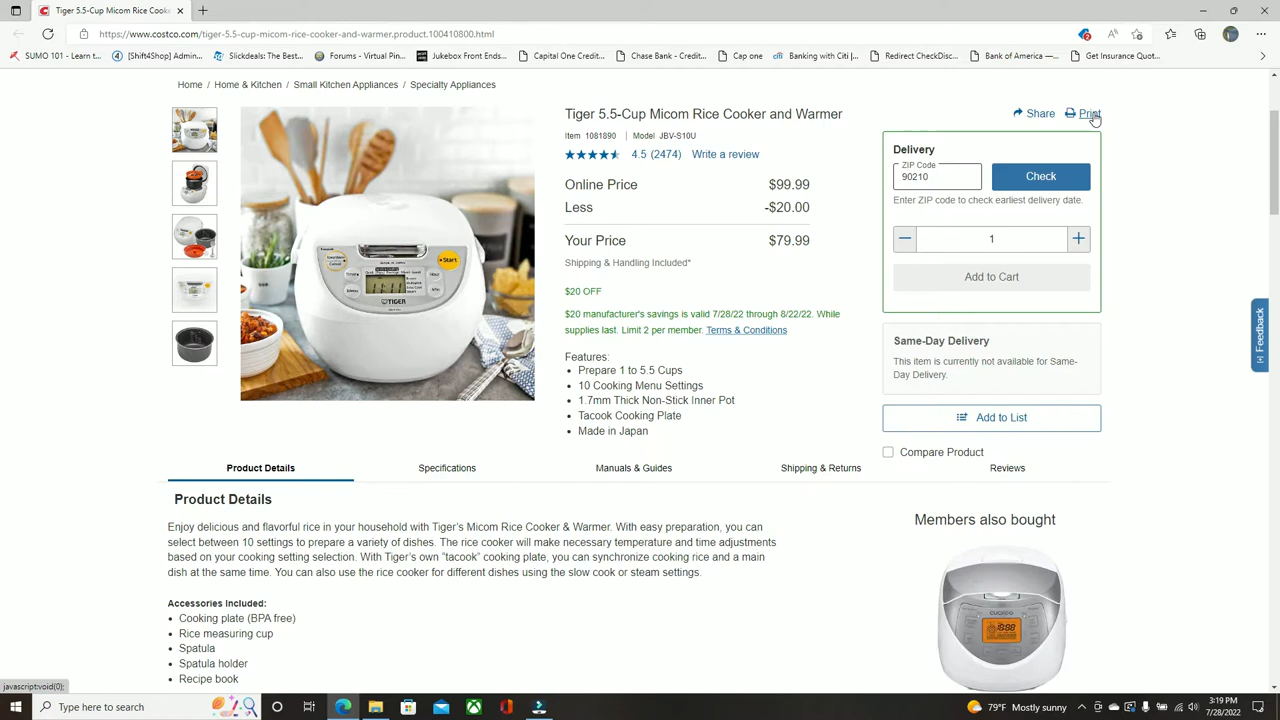 Tiger 5.5-Cup Micom Rice Cooke
https://www.costco.com/tiger-5.5-cup-micom-rice-cooker-and-warmer.product.100410800.html
SUMO 101 - Learn t...
[Shift4Shop] Admin...
Slickdeals: The Best...
Forums - Virtual Pin...
Jukebox Front Ends...
Capital One Credit...
Chase Bank - Credit...
Cap one
Banking with Citi |...
Redirect CheckDisc...
Bank of America —...
Get Insurance Quot...
Home / Home & Kitchen / Small Kitchen Appliances / Specialty Appliances
Tiger 5.5-Cup Micom Rice Cooker and Warmer
Share
Print
Item 1081890 | Model JBV-S10U
4.5 (2474) Write a review
Online Price $99.99
Less -$20.00
Your Price $79.99
Shipping & Handling Included*
$20 OFF
$20 manufacturer's savings is valid 7/28/22 through 8/22/22. While
supplies last. Limit 2 per member. Terms & Conditions
Features:
• Prepare 1 to 5.5 Cups
• 10 Cooking Menu Settings
• 1.7mm Thick Non-Stick Inner Pot
• Tacook Cooking Plate
• Made in Japan
Delivery
ZIP Code
90210
Check
Enter ZIP code to check earliest delivery date.
1
Add to Cart
Same-Day Delivery
This item is currently not available for Same-
Day Delivery.
Add to List
Compare Product
[+] Feedback
Start
Hour
Min
Menu
TIGER
Product Details
Specifications
Manuals & Guides
Shipping & Returns
Reviews
Product Details
Enjoy delicious and flavorful rice in your household with Tiger's Micom Rice Cooker & Warmer. With easy preparation, you can
select between 10 settings to prepare a variety of dishes. The rice cooker will make necessary temperature and time adjustments
based on your cooking setting selection. With Tiger's own "tacook" cooking plate, you can synchronize cooking rice and a main
dish at the same time. You can also use the rice cooker for different dishes using the slow cook or steam settings.
Accessories Included:
• Cooking plate (BPA free)
• Rice measuring cup
• Spatula
• Spatula holder
• Recipe book
Members also bought
CUCKOO
javascript:void(0);
Type here to search
79°F Mostly sunny
3:19 PM
7/28/2022